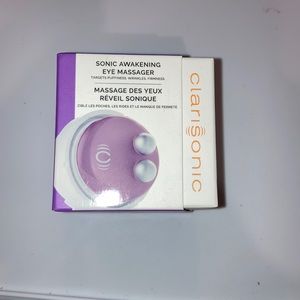 SONIC AWAKENING
EYE MASSAGER
TARGETS PUFFINESS, WRINKLES, FIRMNESS
MASSAGE DES YEUX
RÉVEIL SONIQUE
CIBLE LES POCHES, LES RIDES ET LE MANQUE DE FERMETÉ
clarisonic